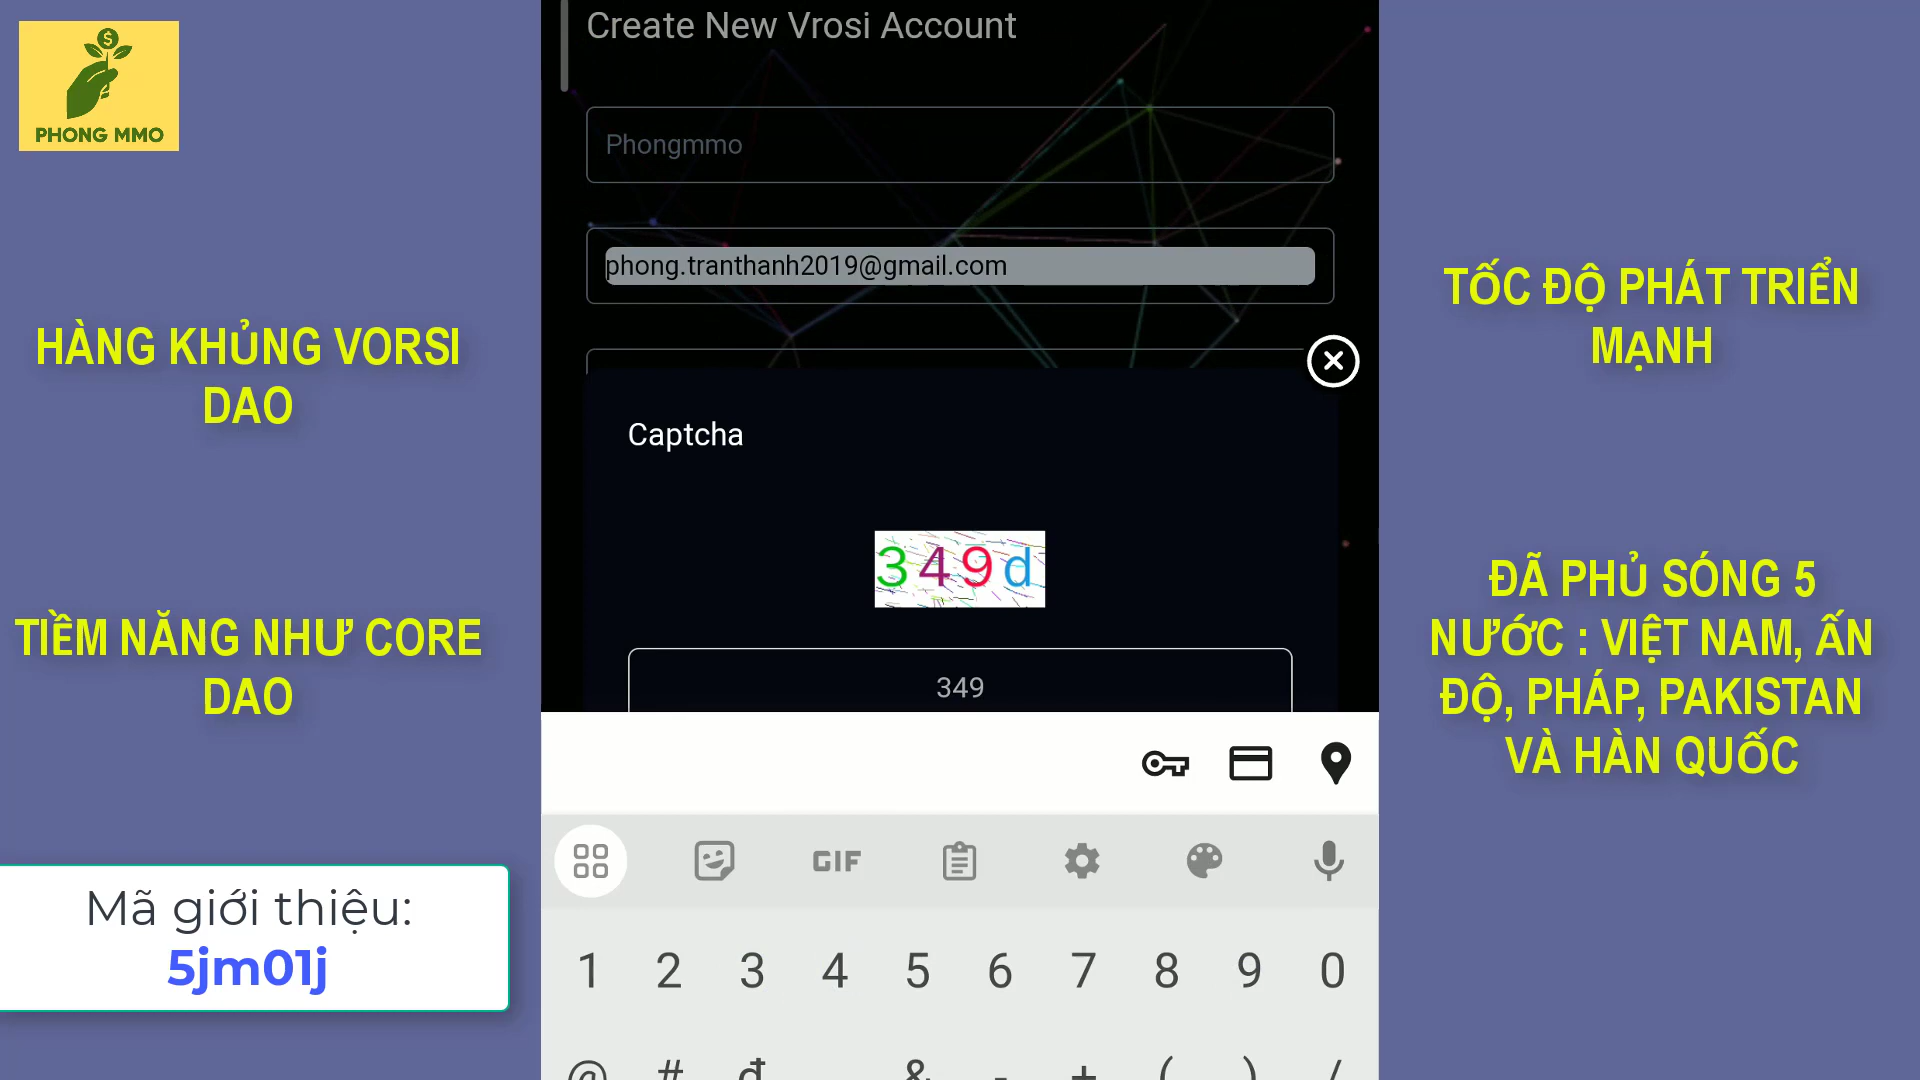 PHONG MMO
HÀNG KHỦNG VORSI
DAO
TIỀM NĂNG NHƯ CORE
DAO
Mã giới thiệu:
5jm01j
Create New Vrosi Account
Phongmmo
phong.tranthanh2019@gmail.com
Captcha
349d
349
GIF
1 2 3 4 5 6 7 8 9 0
@ # đ & - + ( ) /
TỐC ĐỘ PHÁT TRIỂN
MẠNH
ĐÃ PHỦ SÓNG 5
NƯỚC : VIỆT NAM, ẤN
ĐỘ, PHÁP, PAKISTAN
VÀ HÀN QUỐC